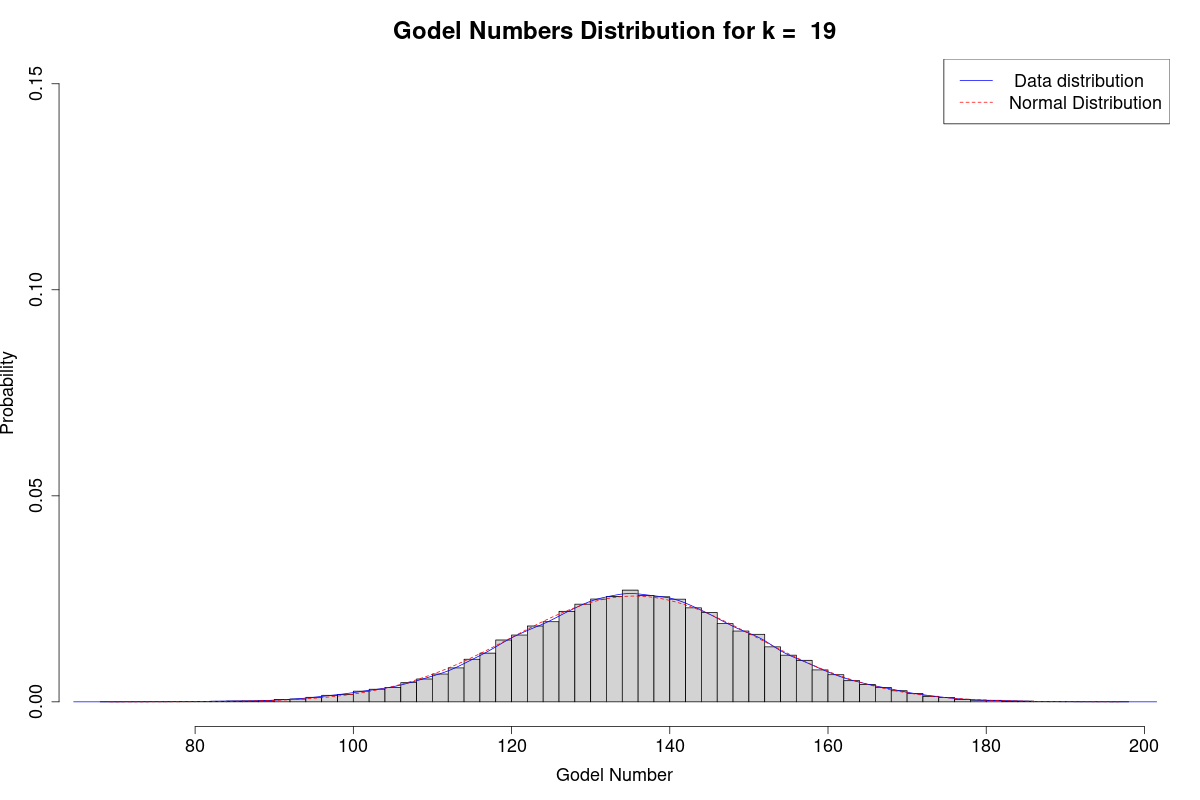 Godel Numbers Distribution for k =  19
Data distribution
Normal Distribution
0.15
0.10
0.05
0.00
Probability
80 100 120 140 160 180 200
Godel Number